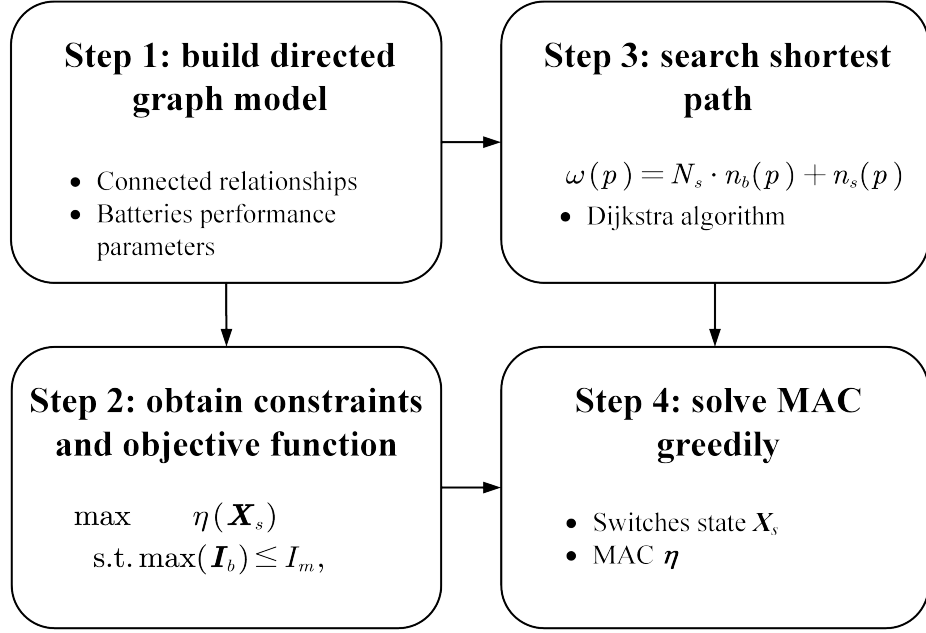 Step 1: build directed
graph model
• Connected relationships
• Batteries performance
parameters
Step 2: obtain constraints
and objective function
max η(X_s)
s.t. max(I_b) ≤ I_m,
Step 3: search shortest
path
ω(p) = N_s · n_b(p) + n_s(p)
• Dijkstra algorithm
Step 4: solve MAC
greedily
• Switches state X_s
• MAC η